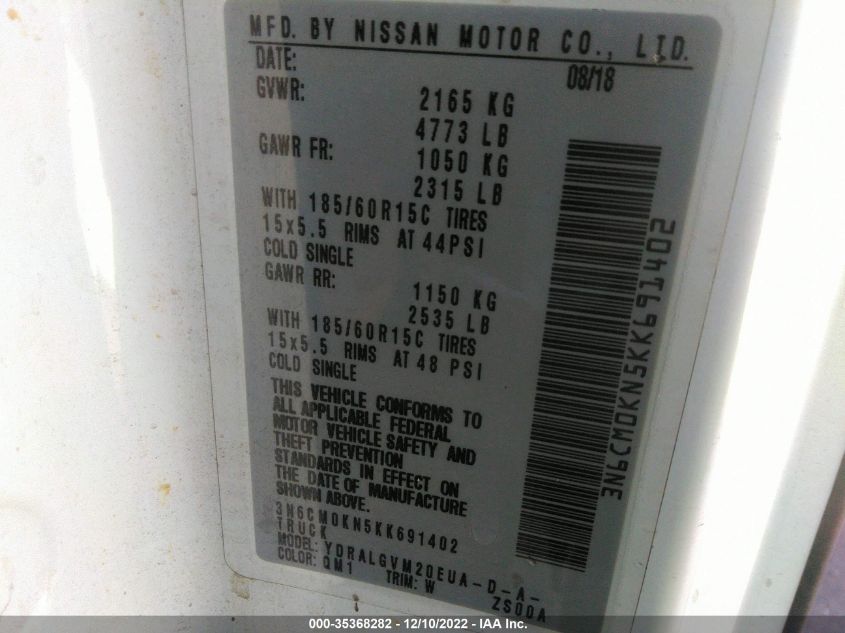 MFD. BY NISSAN MOTOR CO., LTD.
DATE: 08/18
GVWR: 2165 KG
4773 LB
GAWR FR: 1050 KG
2315 LB
WITH 185/60R15C TIRES
15x5.5 RIMS AT 44PSI
COLD SINGLE
GAWR RR: 1150 KG
2535 LB
WITH 185/60R15C TIRES
15x5.5 RIMS AT 48 PSI
COLD SINGLE
THIS VEHICLE CONFORMS TO
ALL APPLICABLE FEDERAL
MOTOR VEHICLE SAFETY AND
THEFT PREVENTION
STANDARDS IN EFFECT ON
THE DATE OF MANUFACTURE
SHOWN ABOVE.
3N6CM0KN5KK691402
TRUCK
MODEL: YDRALGVM20EUA-D-A-
ZS00A
COLOR: QM1 TRIM: W
3N6CM0KN5KK691402
000-35368282 - 12/10/2022 - IAA Inc.